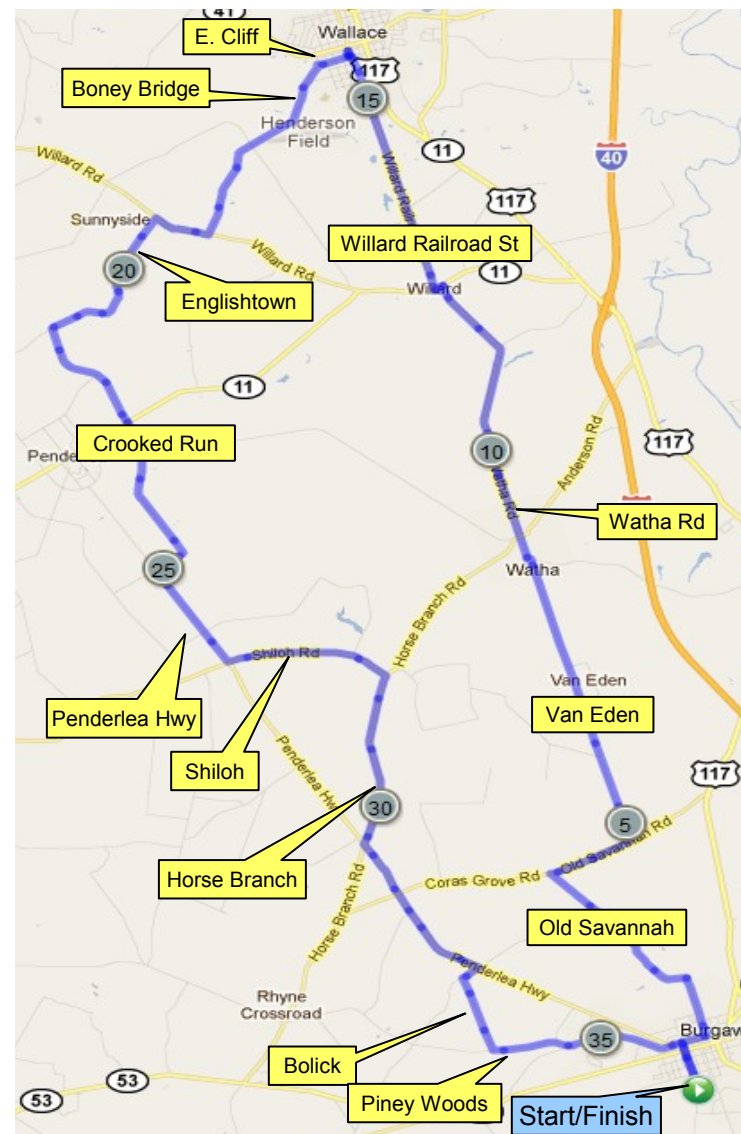 41
E. Cliff
Wallace
117
Boney Bridge
15
Henderson
Field
11
40
Willard Rd
117
Sunnyside
Willard Railroad St
Willard Rd
11
20
Willard
Englishtown
11
Crooked Run
117
10
Anderson Rd
Watha Rd
Watha Rd
25
Watha
Horse Branch Rd
Shiloh Rd
Van Eden
Penderlea Hwy
Van Eden
Shiloh
Penderlea Hwy
117
30
5
Old Savannah Rd
Horse Branch
Coras Grove Rd
Horse Branch Rd
Old Savannah
Penderlea Hwy
Rhyne
Crossroad
Burgaw
35
Bolick
53
53
Piney Woods
Start/Finish